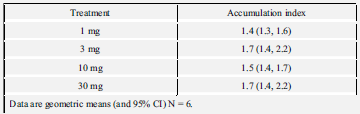 Treatment Accumulation index
1 mg 1.4 (1.3, 1.6)
3 mg 1.7 (1.4, 2.2)
10 mg 1.5 (1.4, 1.7)
30 mg 1.7 (1.4, 2.2)
Data are geometric means (and 95% CI) N = 6.